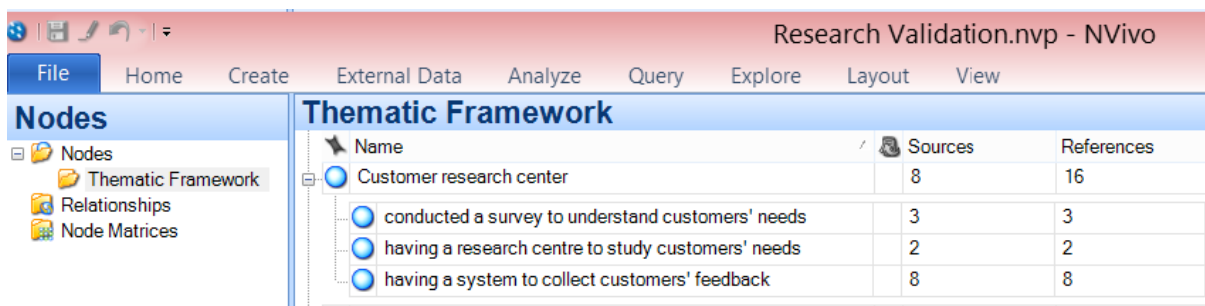 Research Validation.nvp - NVivo
File Home Create External Data Analyze Query Explore Layout View
Nodes
Nodes
Thematic Framework
Relationships
Node Matrices
Thematic Framework
Name Sources References
Customer research center 8 16
conducted a survey to understand customers' needs 3 3
having a research centre to study customers' needs 2 2
having a system to collect customers' feedback 8 8